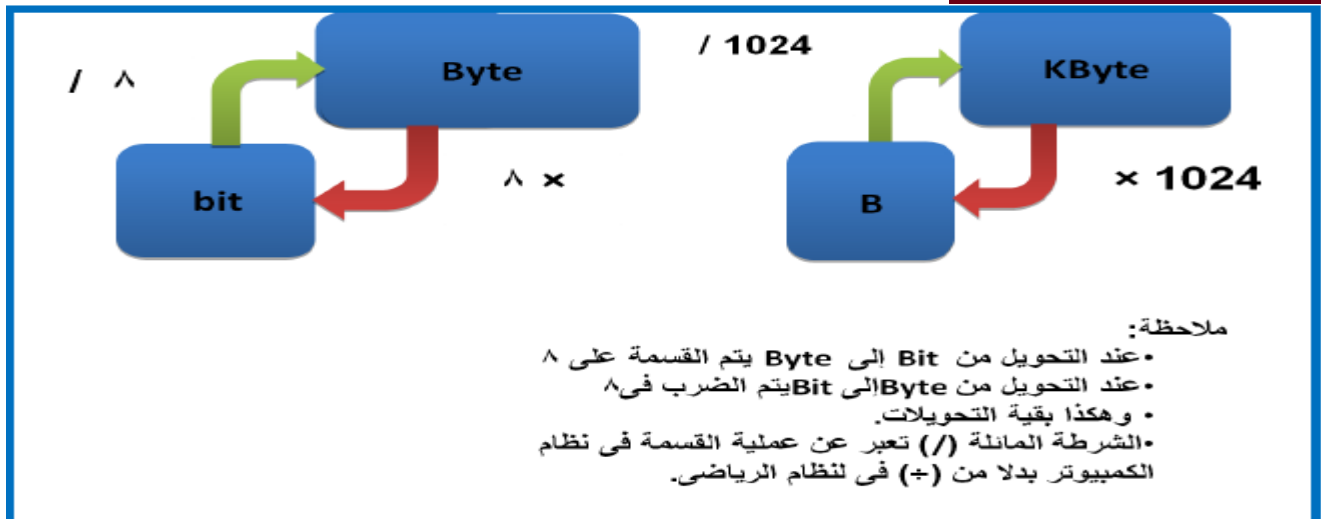 / ٨
Byte
bit
٨ ×
/ 1024
KByte
B
× 1024
ملاحظة:
•عند التحويل من Bit إلى Byte يتم القسمة على ٨
•عند التحويل من Byteإلى Bitيتم الضرب فى٨
• وهكذا بقية التحويلات.
•الشرطة المائلة (/) تعبر عن عملية القسمة فى نظام
الكمبيوتر بدلا من (÷) فى لنظام الرياضى.